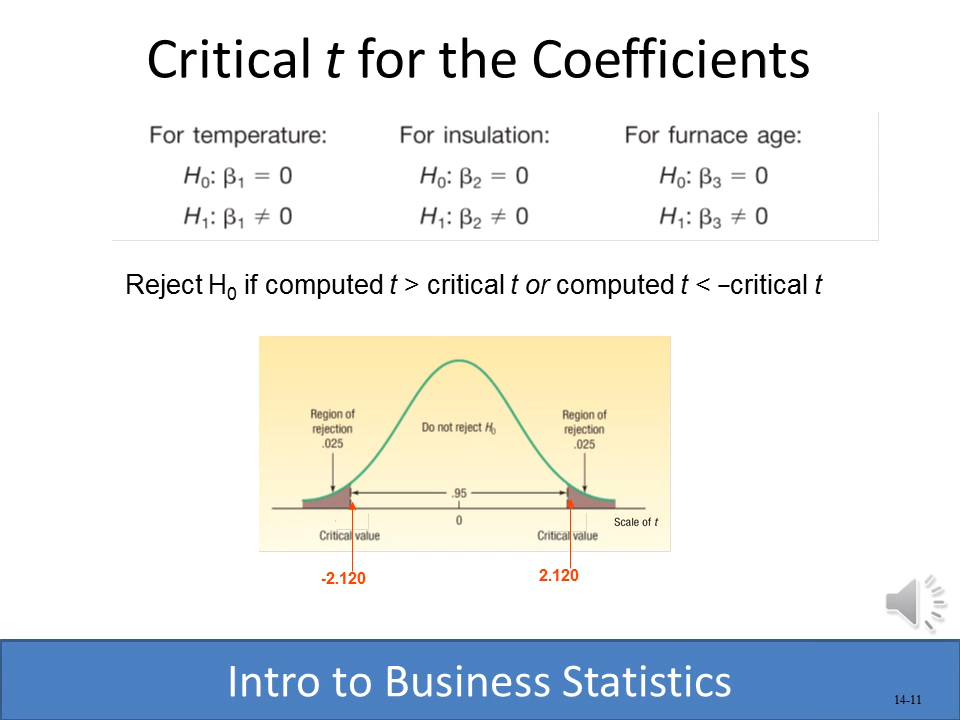 Critical t for the Coefficients
For temperature: For insulation: For furnace age:
H₀: β₁ = 0 H₀: β₂ = 0 H₀: β₃ = 0
H₁: β₁ ≠ 0 H₁: β₂ ≠ 0 H₁: β₃ ≠ 0
Reject H₀ if computed t > critical t or computed t < –critical t
Region of rejection .025
Do not reject H₀
Region of rejection .025
.95
0
Scale of t
Critical value
Critical value
-2.120
2.120
Intro to Business Statistics
14-11